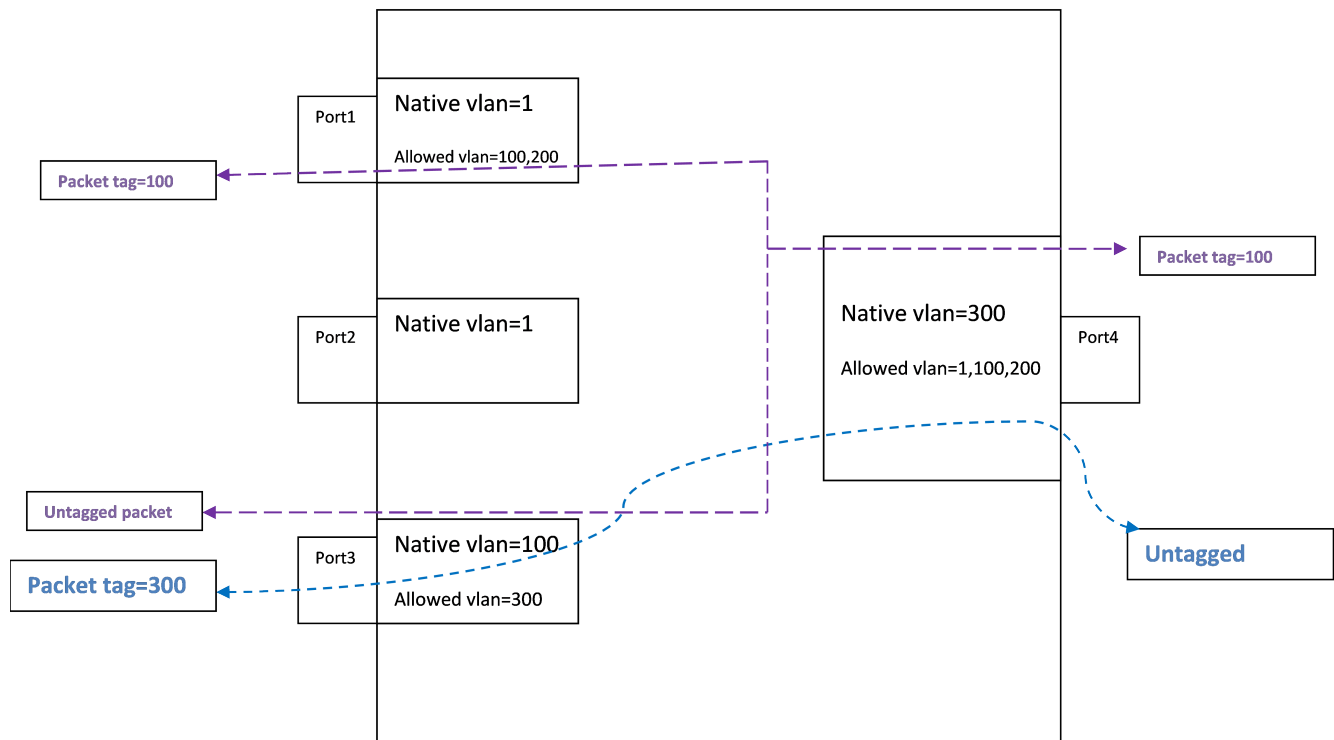 Native vlan=1
Port1
Allowed vlan=100,200
Packet tag=100
Packet tag=100
Native vlan=300
Native vlan=1
Port2
Port4
Allowed vlan=1,100,200
Untagged packet
Native vlan=100
Port3
Untagged
Packet tag=300
Allowed vlan=300